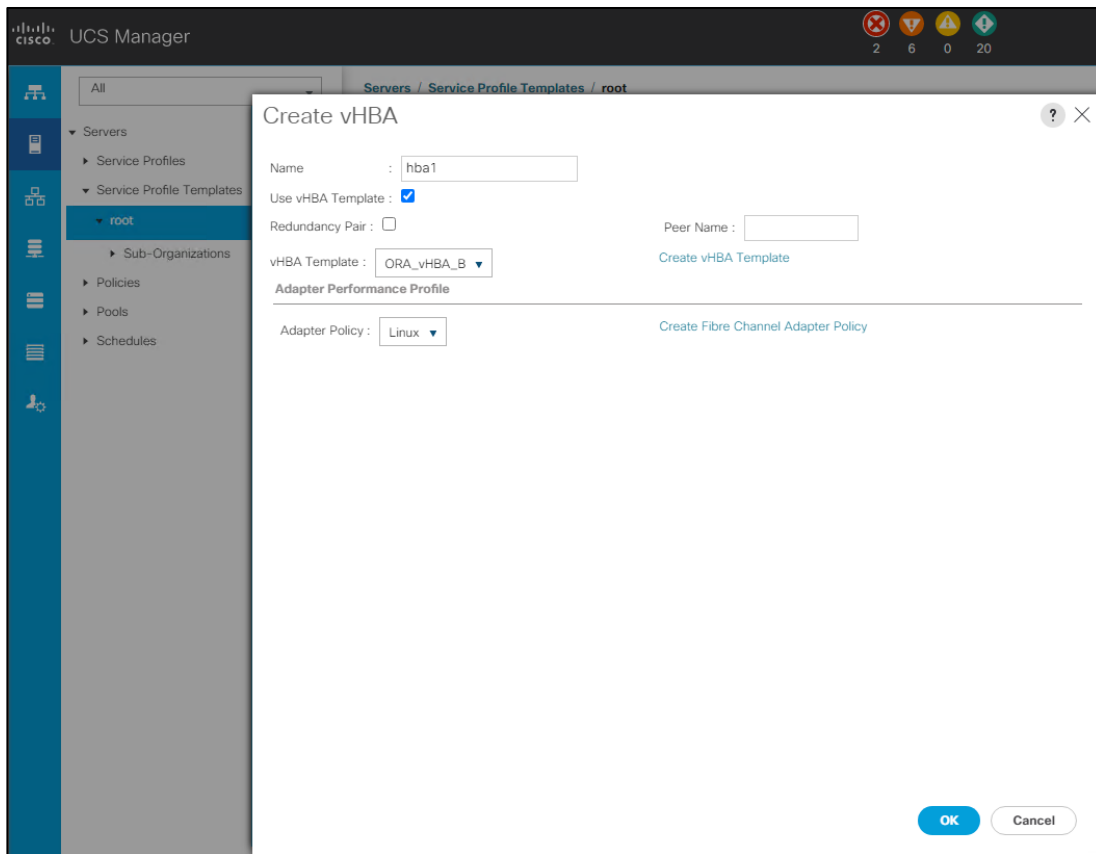 cisco UCS Manager
2 6 0 20
All
Servers / Service Profile Templates / root
Servers
Service Profiles
Service Profile Templates
root
Sub-Organizations
Policies
Pools
Schedules
Create vHBA
?
Name : hba1
Use vHBA Template :
Redundancy Pair :
Peer Name :
vHBA Template : ORA_vHBA_B
Create vHBA Template
Adapter Performance Profile
Adapter Policy : Linux
Create Fibre Channel Adapter Policy
OK
Cancel